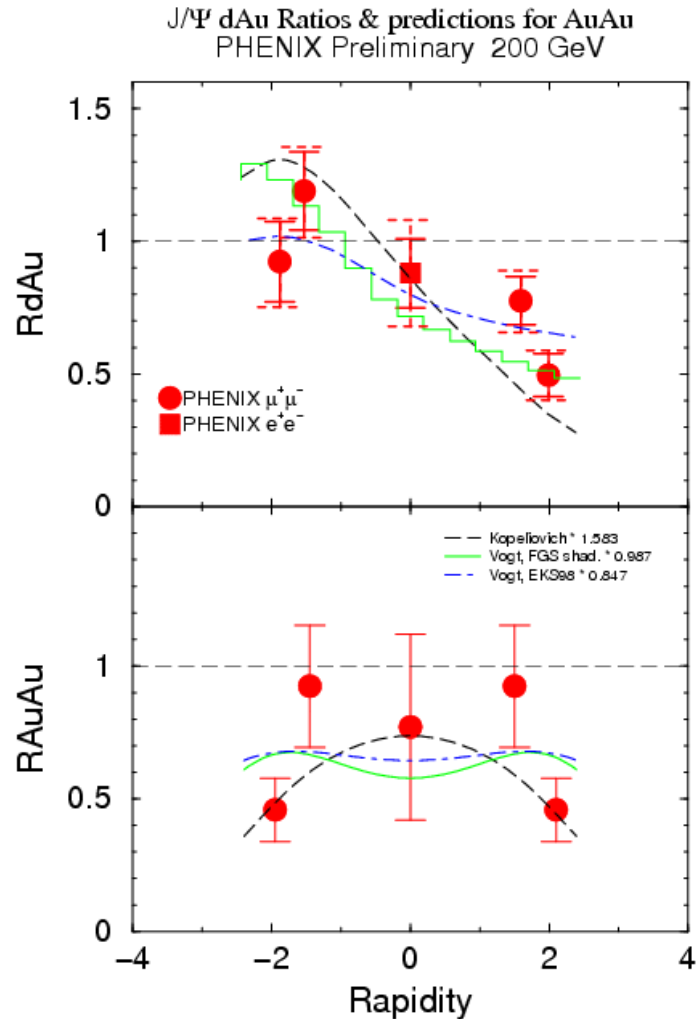 J/Ψ dAu Ratios & predictions for AuAu
PHENIX Preliminary 200 GeV
1.5
1
0.5
0
RdAu
PHENIX μ⁺μ⁻
PHENIX e⁺e⁻
Kopeliovich * 1.583
Vogt, FGS shad. * 0.987
Vogt, EKS98 * 0.847
1
0.5
0
RAuAu
−4 −2 0 2 4
Rapidity